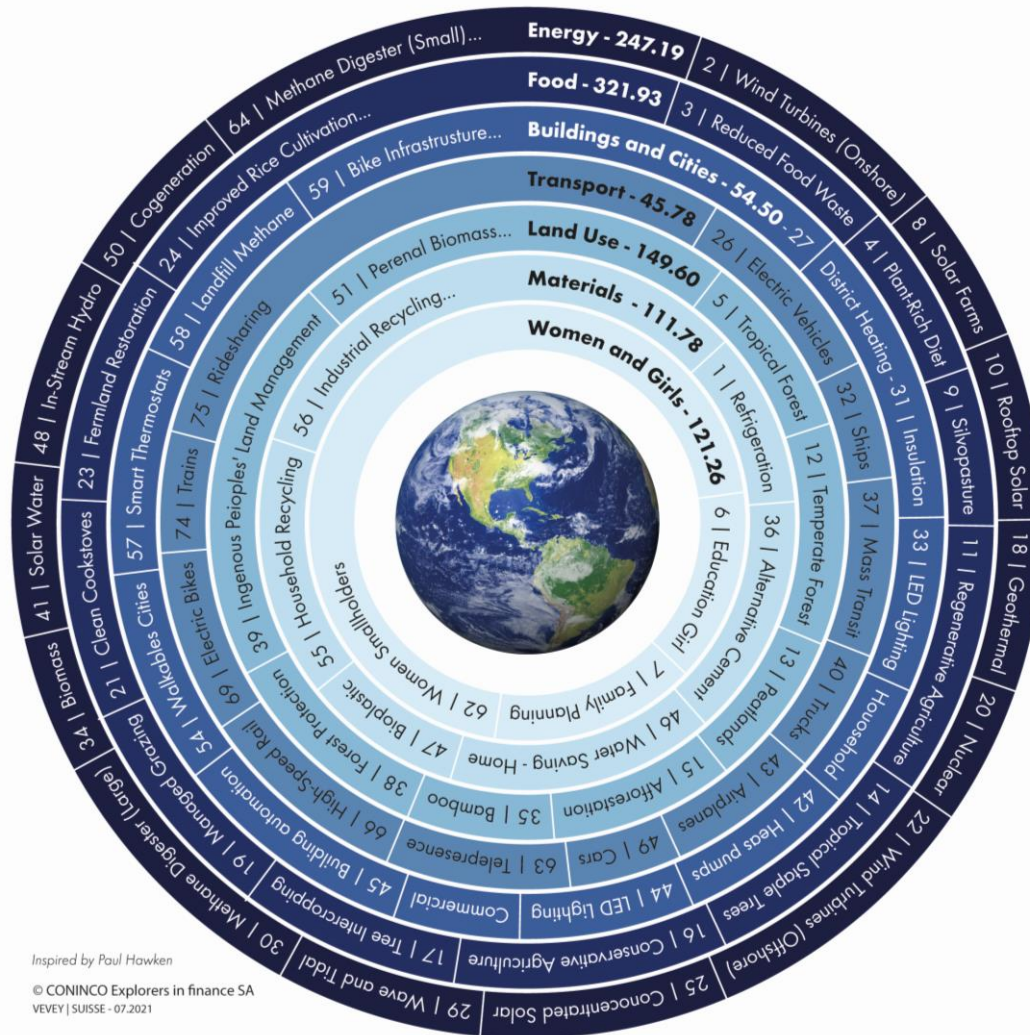 Energy - 247.19
2 | Wind Turbines (Onshore)
8 | Solar Farms
10 | Rooftop Solar
18 | Geothermal
20 | Nuclear
22 | Wind Turbines (Offshore)
25 | Conocentrated Solar
29 | Wave and Tidal
30 | Methane Digester (Large)
34 | Biomass
41 | Solar Water
48 | In-Stream Hydro
50 | Cogeneration
64 | Methane Digester (Small)...
Food - 321.93
3 | Reduced Food Waste
4 | Plant-Rich Diet
9 | Silvopasture
11 | Regenerative Agriculture
14 | Tropical Staple Trees
16 | Conservative Agriculture
17 | Tree Intercropping
19 | Managed Grazing
21 | Clean Cookstoves
23 | Fermland Restoration
24 | Improved Rice Cultivation...
Buildings and Cities - 54.50 - 27
District Heating - 31 | Insulation
33 | LED Lighting
Household
42 | Heas pumps
44 | LED Lighting
Commercial
45 | Building automation
54 | Walkables Cities
57 | Smart Thermostats
58 | Landfill Methane
59 | Bike Infrastrusture...
Transport - 45.78
26 | Electric Vehicles
32 | Ships
37 | Mass Transit
40 | Trucks
43 | Airplanes
49 | Cars
63 | Telepresence
66 | High-Speed Rail
69 | Electric Bikes
74 | Trains
75 | Ridesharing
Land Use - 149.60
5 | Tropical Forest
12 | Temperate Forest
13 | Pedtlands
15 | Afforestation
35 | Bamboo
38 | Forest Protection
39 | Ingenous Peioples' Land Management
51 | Perenal Biomass...
Materials - 111.78
1 | Refrigeration
36 | Alternative Cement
46 | Water Saving - Home
47 | Bioplastic
55 | Household Recycling
56 | Industrial Recycling...
Women and Girls - 121.26
6 | Education Girl
7 | Family Planning
62 | Women Smallholders
Inspired by Paul Hawken
© CONINCO Explorers in finance SA
VEVEY | SUISSE - 07.2021